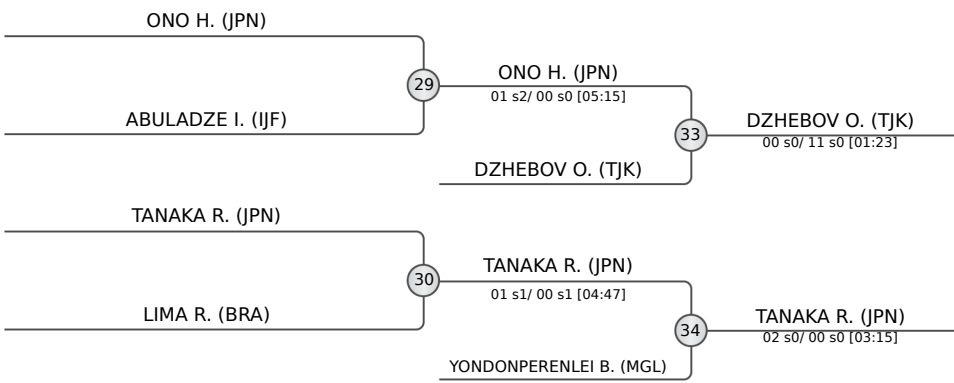 ONO H. (JPN)
ABULADZE I. (IJF)
29
ONO H. (JPN)
01 s2/ 00 s0 [05:15]
DZHEBOV O. (TJK)
33
DZHEBOV O. (TJK)
00 s0/ 11 s0 [01:23]
TANAKA R. (JPN)
LIMA R. (BRA)
30
TANAKA R. (JPN)
01 s1/ 00 s1 [04:47]
YONDONPERENLEI B. (MGL)
34
TANAKA R. (JPN)
02 s0/ 00 s0 [03:15]